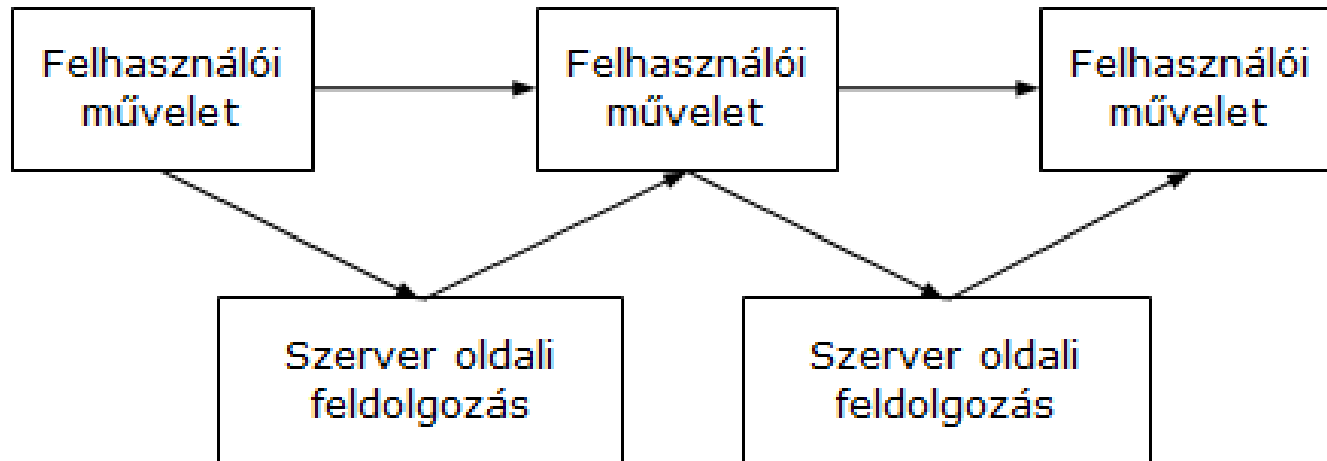 Felhasználói
művelet
Felhasználói
művelet
Felhasználói
művelet
Szerver oldali
feldolgozás
Szerver oldali
feldolgozás